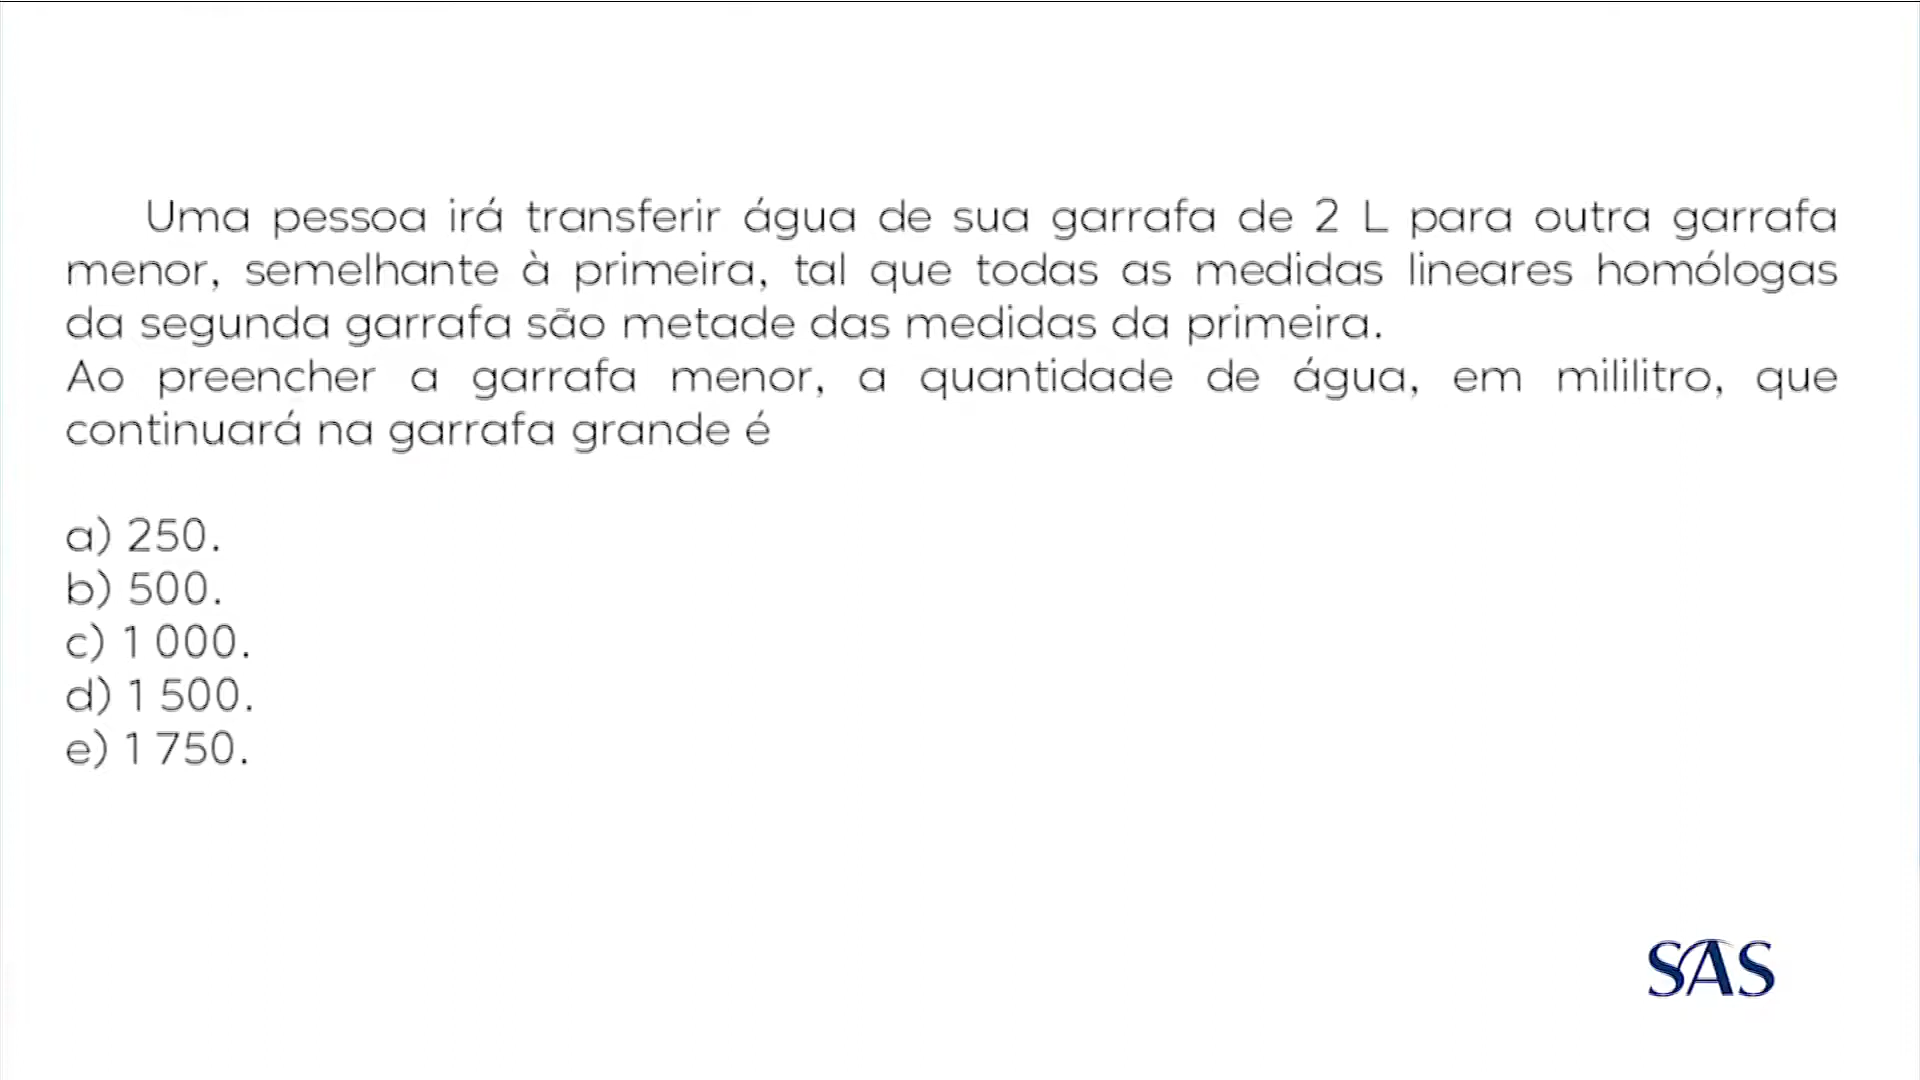 Uma pessoa irá transferir água de sua garrafa de 2 L para outra garrafa
menor, semelhante à primeira, tal que todas as medidas lineares homólogas
da segunda garrafa são metade das medidas da primeira.
Ao preencher a garrafa menor, a quantidade de água, em mililitro, que
continuará na garrafa grande é
a) 250.
b) 500.
c) 1 000.
d) 1 500.
e) 1 750.
SAS